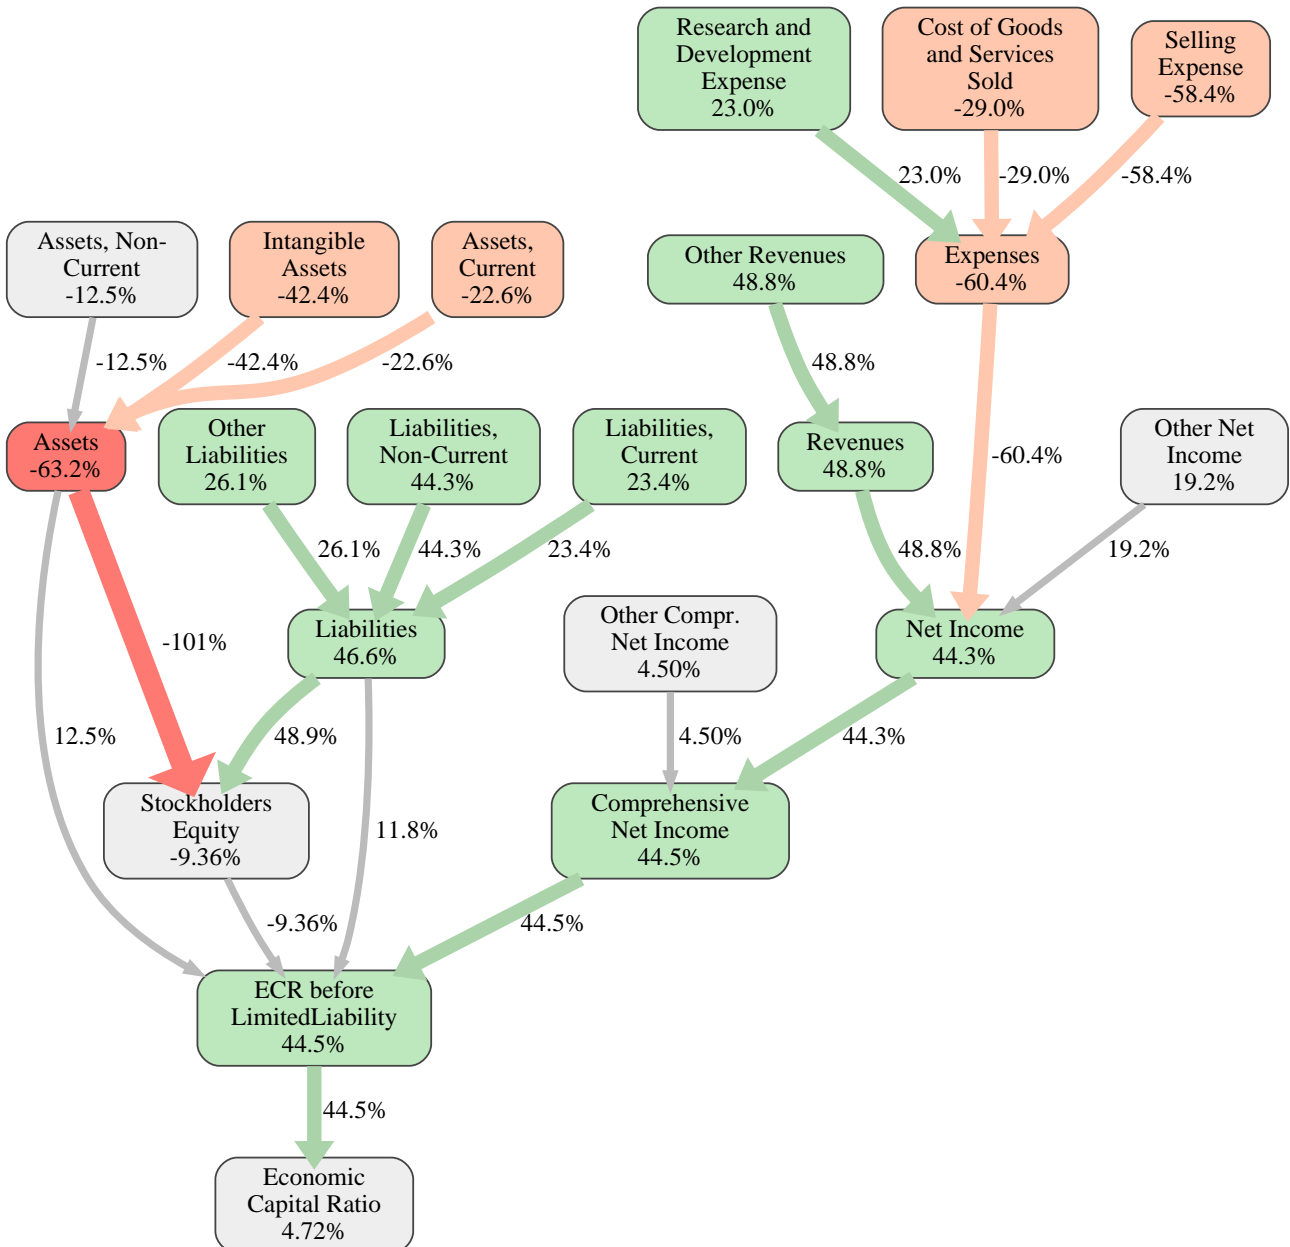 Research and
Development
Expense
23.0%
Cost of Goods
and Services
Sold
-29.0%
Selling
Expense
-58.4%
23.0%
-29.0%
-58.4%
Assets, Non-
Current
-12.5%
Intangible
Assets
-42.4%
Assets,
Current
-22.6%
Other Revenues
48.8%
Expenses
-60.4%
-12.5%
-42.4%
-22.6%
48.8%
-60.4%
Assets
-63.2%
Other
Liabilities
26.1%
Liabilities,
Non-Current
44.3%
Liabilities,
Current
23.4%
Revenues
48.8%
Other Net
Income
19.2%
26.1%
44.3%
23.4%
48.8%
19.2%
-101%
Liabilities
46.6%
Other Compr.
Net Income
4.50%
Net Income
44.3%
12.5%
48.9%
11.8%
4.50%
44.3%
Stockholders
Equity
-9.36%
Comprehensive
Net Income
44.5%
-9.36%
44.5%
ECR before
LimitedLiability
44.5%
44.5%
Economic
Capital Ratio
4.72%